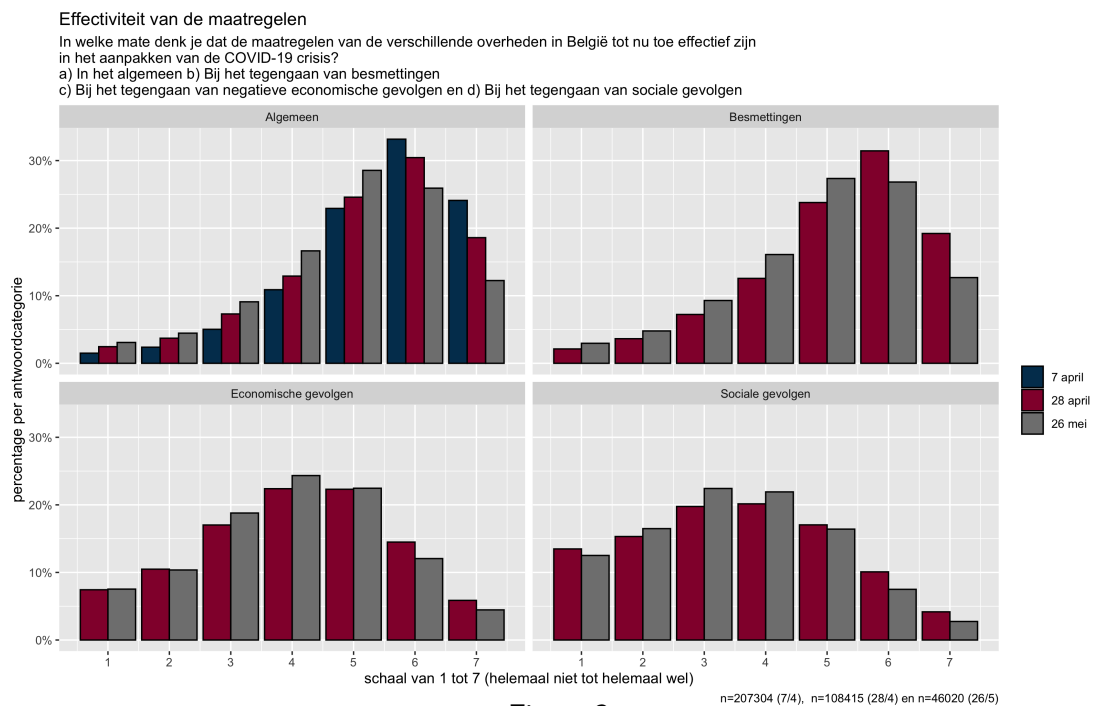 Effectiviteit van de maatregelen
In welke mate denk je dat de maatregelen van de verschillende overheden in België tot nu toe effectief zijn
in het aanpakken van de COVID-19 crisis?
a) In het algemeen b) Bij het tegengaan van besmettingen
c) Bij het tegengaan van negatieve economische gevolgen en d) Bij het tegengaan van sociale gevolgen
Algemeen
Besmettingen
30%
20%
10%
0%
Economische gevolgen
Sociale gevolgen
30%
20%
10%
0%
1 2 3 4 5 6 7
1 2 3 4 5 6 7
percentage per antwoordcategorie
schaal van 1 tot 7 (helemaal niet tot helemaal wel)
7 april
28 april
26 mei
n=207304 (7/4), n=108415 (28/4) en n=46020 (26/5)